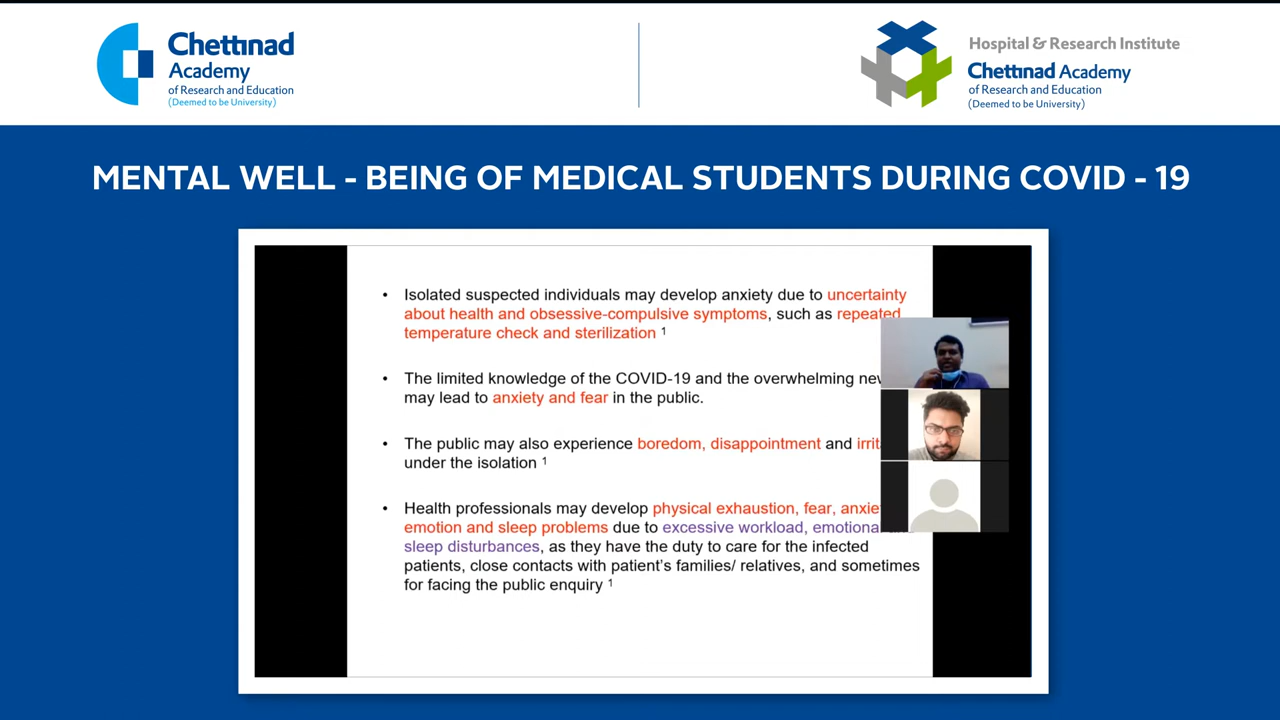 Chettinad
Academy
of Research and Education
(Deemed to be University)
Hospital & Research Institute
Chettinad Academy
of Research and Education
(Deemed to be University)
MENTAL WELL - BEING OF MEDICAL STUDENTS DURING COVID - 19
• Isolated suspected individuals may develop anxiety due to uncertainty
about health and obsessive-compulsive symptoms, such as repeated
temperature check and sterilization 1
• The limited knowledge of the COVID-19 and the overwhelming
may lead to anxiety and fear in the public.
• The public may also experience boredom, disappointment and
under the isolation 1
• Health professionals may develop physical exhaustion, fear,
emotion and sleep problems due to excessive workload,
sleep disturbances, as they have the duty to care for the infected
patients, close contacts with patient's families/ relatives, and sometimes
for facing the public enquiry 1